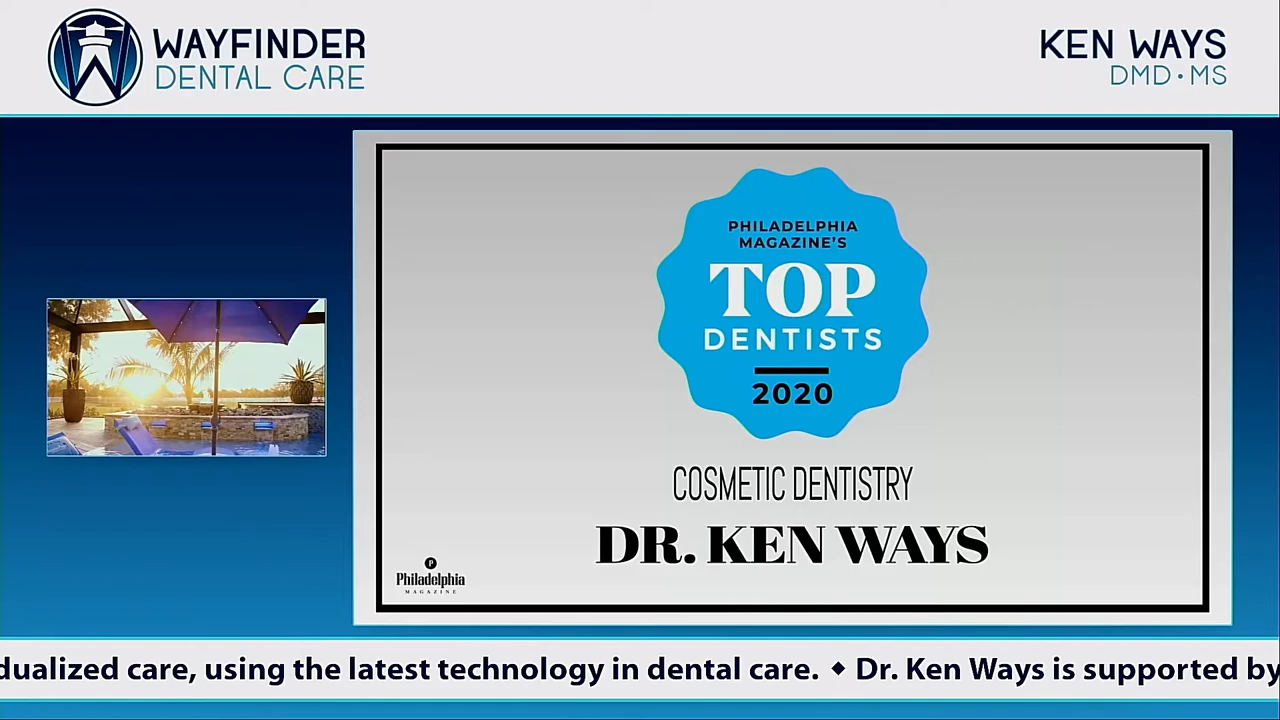 WAYFINDER
DENTAL CARE
KEN WAYS
DMD•MS
PHILADELPHIA
MAGAZINE'S
TOP
DENTISTS
2020
COSMETIC DENTISTRY
DR. KEN WAYS
P
Philadelphia
MAGAZINE
dualized care, using the latest technology in dental care. ◆ Dr. Ken Ways is supported by